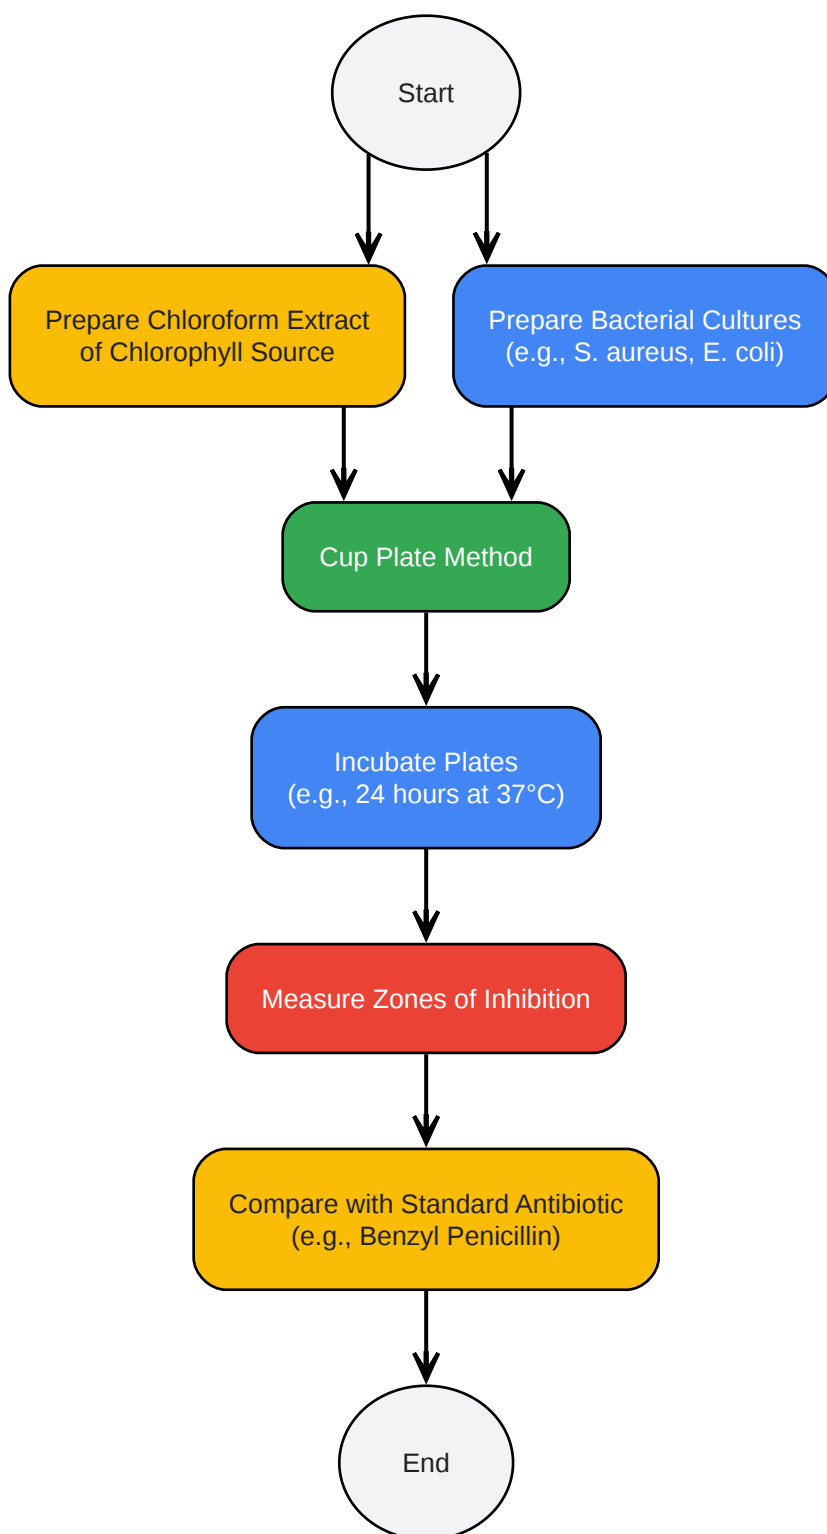 Start
Prepare Chloroform Extract
of Chlorophyll Source
Prepare Bacterial Cultures
(e.g., S. aureus, E. coli)
Cup Plate Method
Incubate Plates
(e.g., 24 hours at 37°C)
Measure Zones of Inhibition
Compare with Standard Antibiotic
(e.g., Benzyl Penicillin)
End